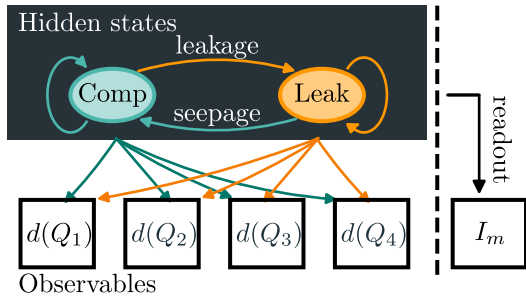 Hidden states
leakage
Comp
Leak
seepage
readout
d(Q₁)
d(Q₂)
d(Q₃)
d(Q₄)
Iₘ
Observables